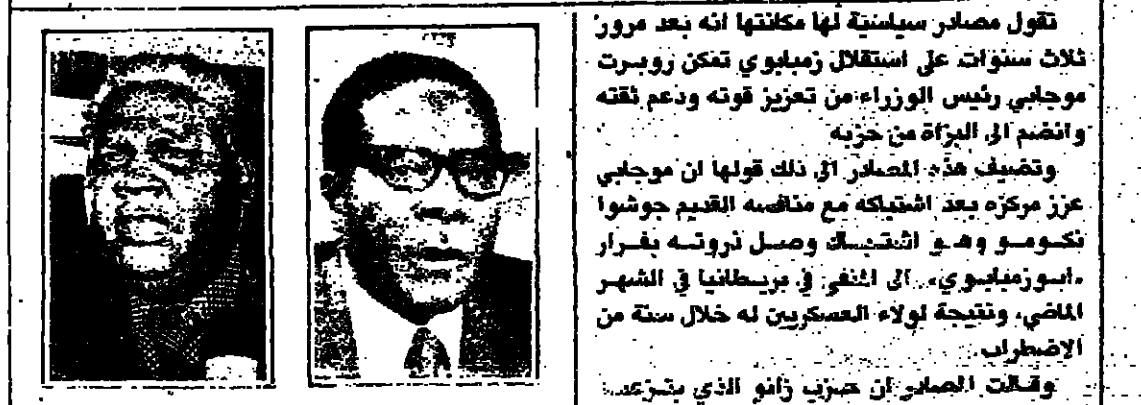 تقول مصادر سياسية لها مكانتها انه بعد مرور
ثلاث سنوات على استقلال زمبابوي تمكن روبرت
موجابي رئيس الوزراء من تعزيز قوته ودعم ثقته
وانضم الى البزاة من حزبه
وتضيف هذه المصادر الى ذلك قولها ان موجابي
عزز مركزه بعد اشتباكه مع منافسه القديم جوشوا
نكومو وهو اشتباك وصل ذروته بفرار
«ابو زمبابوي» الى المنفى في بريطانيا في الشهر
الماضي، ونتيجة لولاء العسكريين له خلال سنة من
الاضطراب.
وقالت المصادر ان حزب زانو الذي يتزعمه